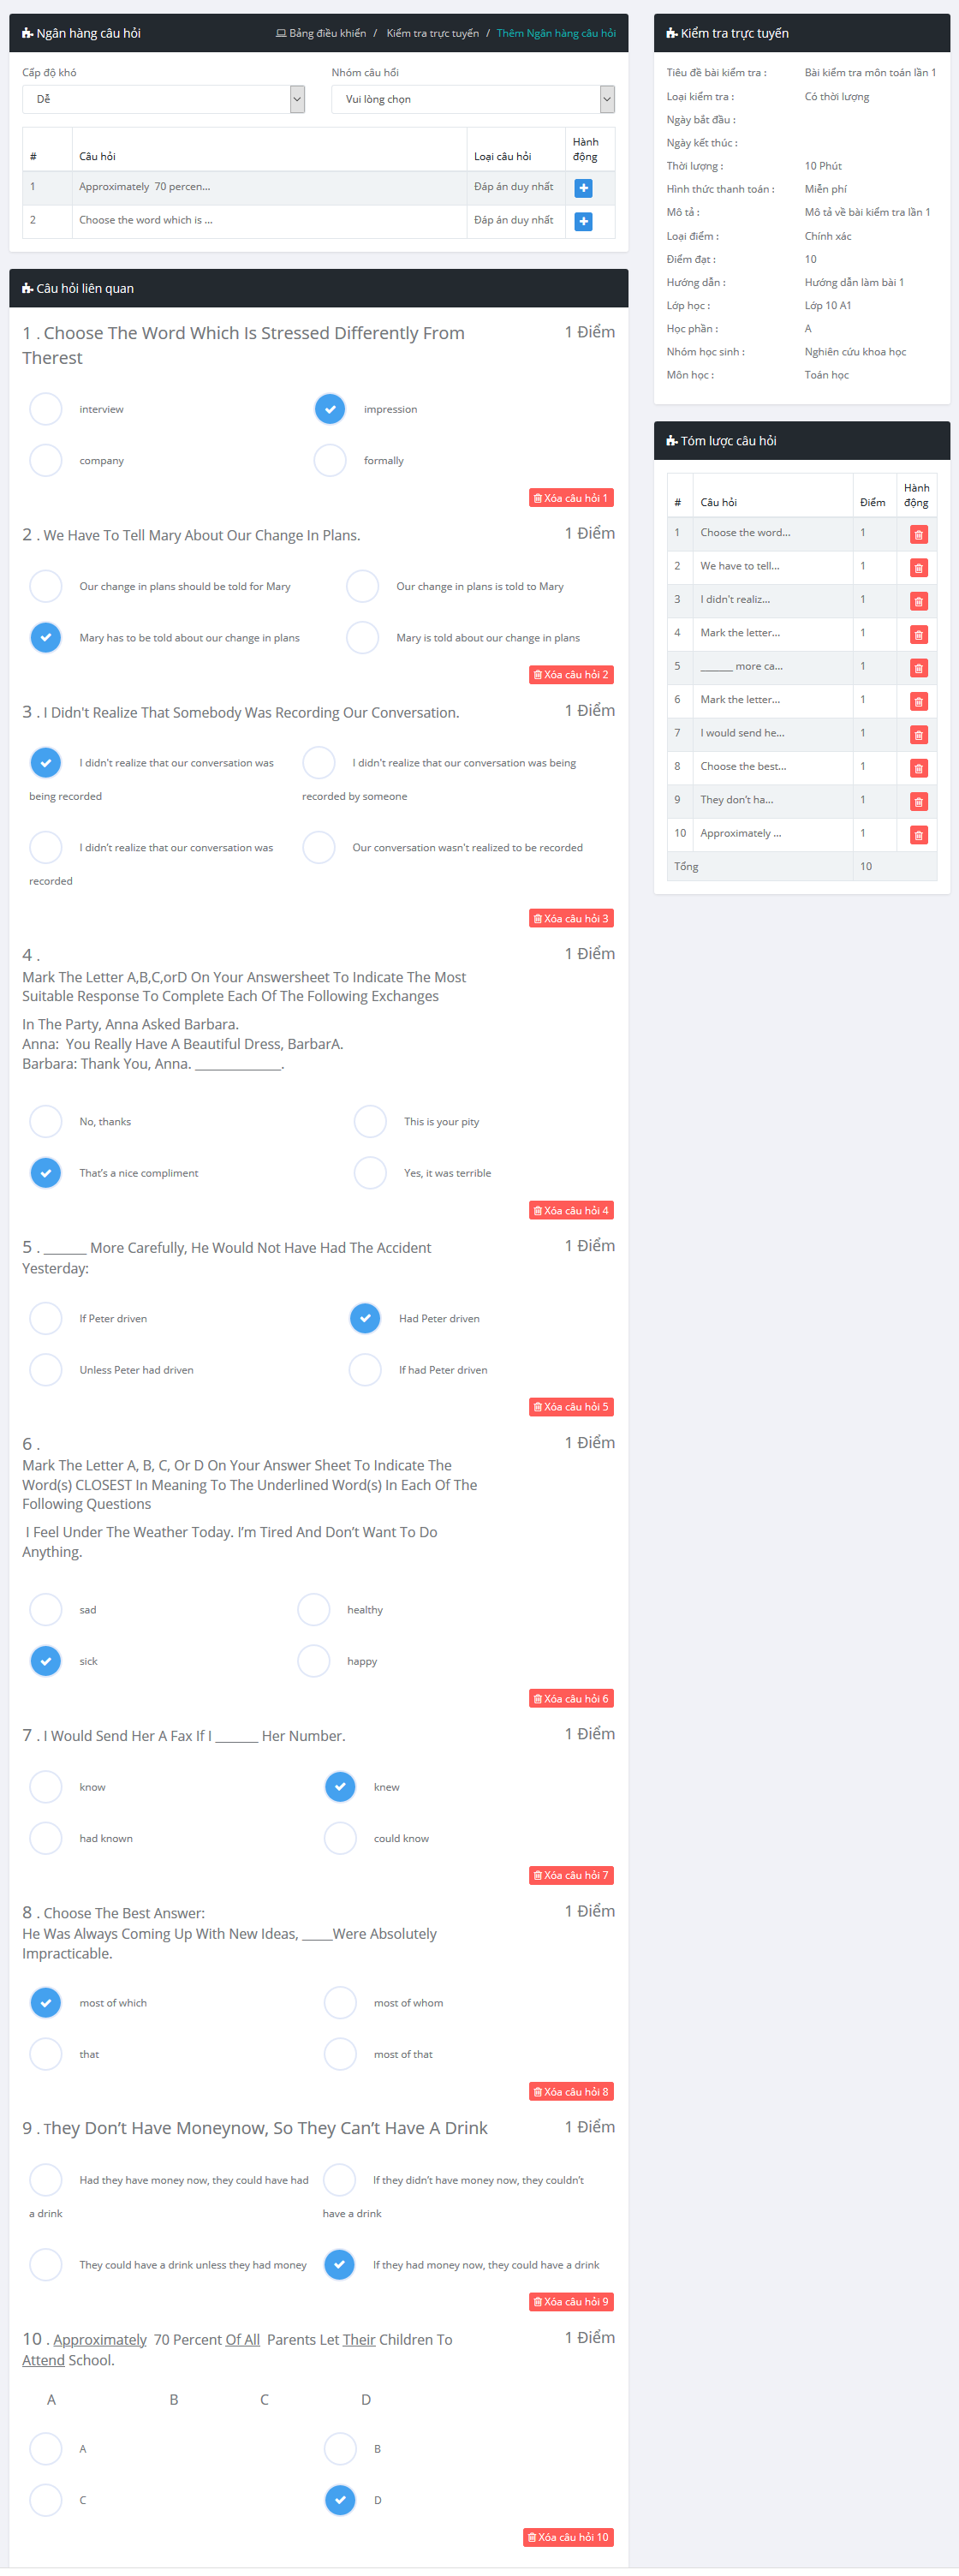 Ngân hàng câu hỏi
Bảng điều khiển / Kiểm tra trực tuyến / Thêm Ngân hàng câu hỏi
Cấp độ khó
Nhóm câu hỏi
Dễ
Vui lòng chọn
# Câu hỏi Loại câu hỏi Hành động
1 Approximately 70 percen... Đáp án duy nhất
2 Choose the word which is ... Đáp án duy nhất
Câu hỏi liên quan
1 . Choose The Word Which Is Stressed Differently From
Therest
1 Điểm
interview
impression
company
formally
Xóa câu hỏi 1
2 . We Have To Tell Mary About Our Change In Plans.
1 Điểm
Our change in plans should be told for Mary
Our change in plans is told to Mary
Mary has to be told about our change in plans
Mary is told about our change in plans
Xóa câu hỏi 2
3 . I Didn't Realize That Somebody Was Recording Our Conversation.
1 Điểm
I didn't realize that our conversation was
being recorded
I didn't realize that our conversation was being
recorded by someone
I didn't realize that our conversation was
recorded
Our conversation wasn't realized to be recorded
Xóa câu hỏi 3
4 .
1 Điểm
Mark The Letter A,B,C,orD On Your Answersheet To Indicate The Most
Suitable Response To Complete Each Of The Following Exchanges
In The Party, Anna Asked Barbara.
Anna: You Really Have A Beautiful Dress, BarbarA.
Barbara: Thank You, Anna. ____________.
No, thanks
This is your pity
That's a nice compliment
Yes, it was terrible
Xóa câu hỏi 4
5 . ______ More Carefully, He Would Not Have Had The Accident
Yesterday:
1 Điểm
If Peter driven
Had Peter driven
Unless Peter had driven
If had Peter driven
Xóa câu hỏi 5
6 .
1 Điểm
Mark The Letter A, B, C, Or D On Your Answer Sheet To Indicate The
Word(s) CLOSEST In Meaning To The Underlined Word(s) In Each Of The
Following Questions
I Feel Under The Weather Today. I'm Tired And Don't Want To Do
Anything.
sad
healthy
sick
happy
Xóa câu hỏi 6
7 . I Would Send Her A Fax If I ______ Her Number.
1 Điểm
know
knew
had known
could know
Xóa câu hỏi 7
8 . Choose The Best Answer:
1 Điểm
He Was Always Coming Up With New Ideas, ____Were Absolutely
Impracticable.
most of which
most of whom
that
most of that
Xóa câu hỏi 8
9 . They Don't Have Moneynow, So They Can't Have A Drink
1 Điểm
Had they have money now, they could have had
a drink
If they didn't have money now, they couldn't
have a drink
They could have a drink unless they had money
If they had money now, they could have a drink
Xóa câu hỏi 9
10 . Approximately 70 Percent Of All Parents Let Their Children To
Attend School.
1 Điểm
A B C D
A
B
C
D
Xóa câu hỏi 10
Kiểm tra trực tuyến
Tiêu đề bài kiểm tra : Bài kiểm tra môn toán lần 1
Loại kiểm tra : Có thời lượng
Ngày bắt đầu :
Ngày kết thúc :
Thời lượng : 10 Phút
Hình thức thanh toán : Miễn phí
Mô tả : Mô tả về bài kiểm tra lần 1
Loại điểm : Chính xác
Điểm đạt : 10
Hướng dẫn : Hướng dẫn làm bài 1
Lớp học : Lớp 10 A1
Học phần : A
Nhóm học sinh : Nghiên cứu khoa học
Môn học : Toán học
Tóm lược câu hỏi
# Câu hỏi Điểm Hành động
1 Choose the word... 1
2 We have to tell... 1
3 I didn't realiz... 1
4 Mark the letter... 1
5 ______ more ca... 1
6 Mark the letter... 1
7 I would send he... 1
8 Choose the best... 1
9 They don't ha... 1
10 Approximately ... 1
Tổng 10